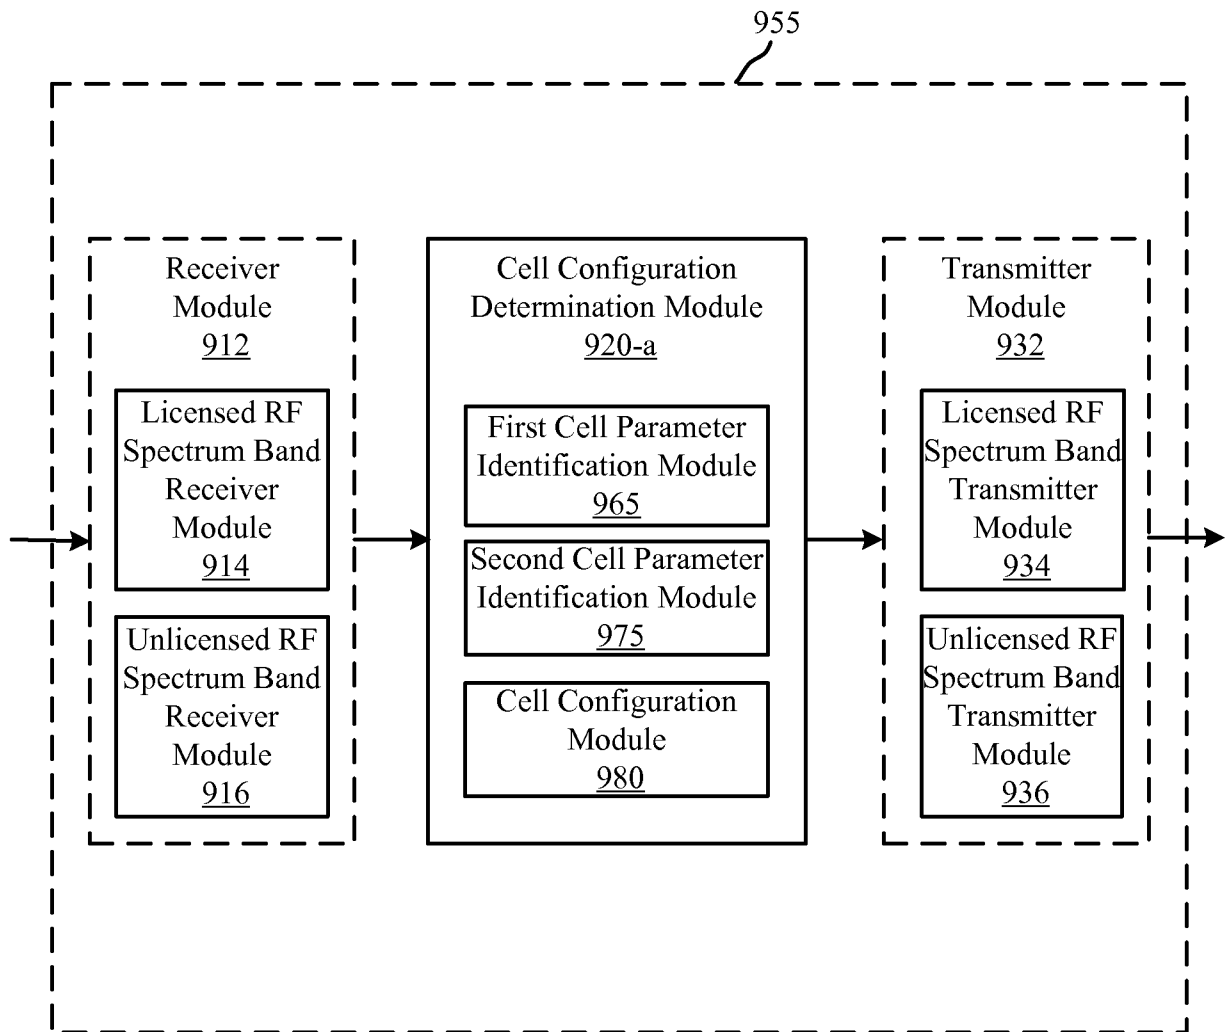 955
Receiver
Module
912
Licensed RF
Spectrum Band
Receiver
Module
914
Unlicensed RF
Spectrum Band
Receiver
Module
916
Cell Configuration
Determination Module
920-a
First Cell Parameter
Identification Module
965
Second Cell Parameter
Identification Module
975
Cell Configuration
Module
980
Transmitter
Module
932
Licensed RF
Spectrum Band
Transmitter
Module
934
Unlicensed RF
Spectrum Band
Transmitter
Module
936